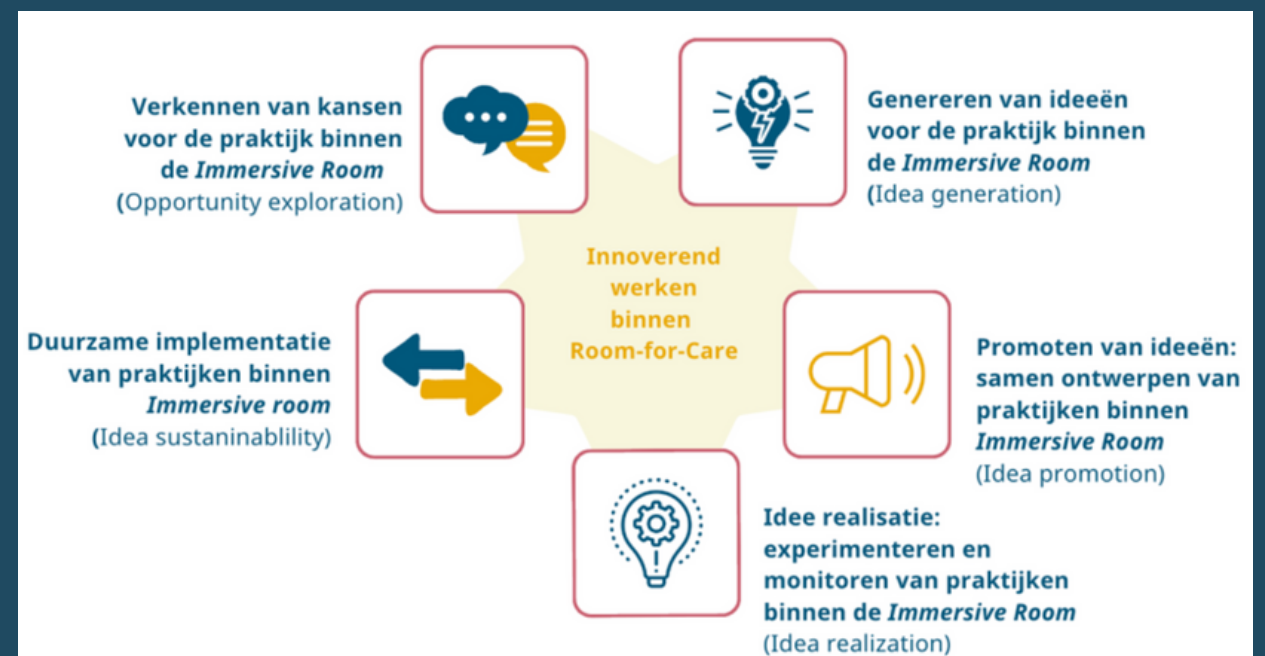 Verkennen van kansen
voor de praktijk binnen
de Immersive Room
(Opportunity exploration)
Genereren van ideeën
voor de praktijk binnen
de Immersive Room
(Idea generation)
Innoverend
werken
binnen
Room-for-Care
Duurzame implementatie
van praktijken binnen
Immersive room
(Idea sustaninablility)
Promoten van ideeën:
samen ontwerpen van
praktijken binnen
Immersive Room
(Idea promotion)
Idee realisatie:
experimenteren en
monitoren van praktijken
binnen de Immersive Room
(Idea realization)